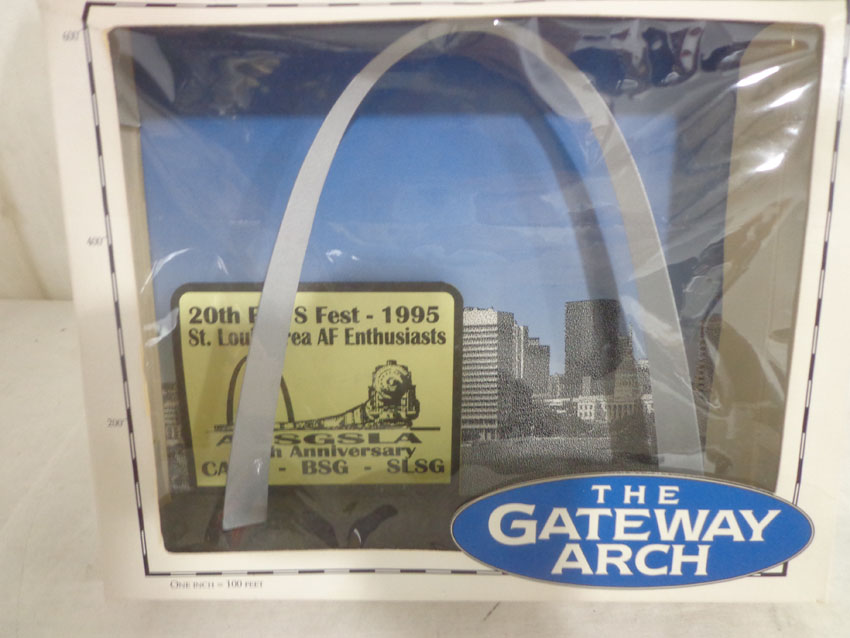 600'
400'
200'
20th S Fest - 1995
St. Lou rea AF Enthusiasts
A SGSLA
h Anniversary
CA - BSG - SLSG
THE
GATEWAY
ARCH
ONE INCH = 100 FEET